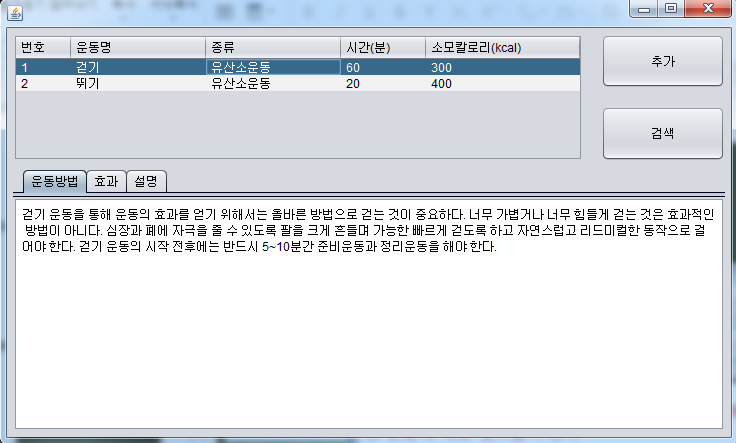 번호 운동명 종류 시간(분) 소모칼로리(kcal)
1 걷기 유산소운동 60 300
2 뛰기 유산소운동 20 400
추가
검색
운동방법 효과 설명
걷기 운동을 통해 운동의 효과를 얻기 위해서는 올바른 방법으로 걷는 것이 중요하다. 너무 가볍거나 너무 힘들게 걷는 것은 효과적인
방법이 아니다. 심장과 폐에 자극을 줄 수 있도록 팔을 크게 흔들며 가능한 빠르게 걷도록 하고 자연스럽고 리드미컬한 동작으로 걸
어야 한다. 걷기 운동의 시작 전후에는 반드시 5~10분간 준비운동과 정리운동을 해야 한다.